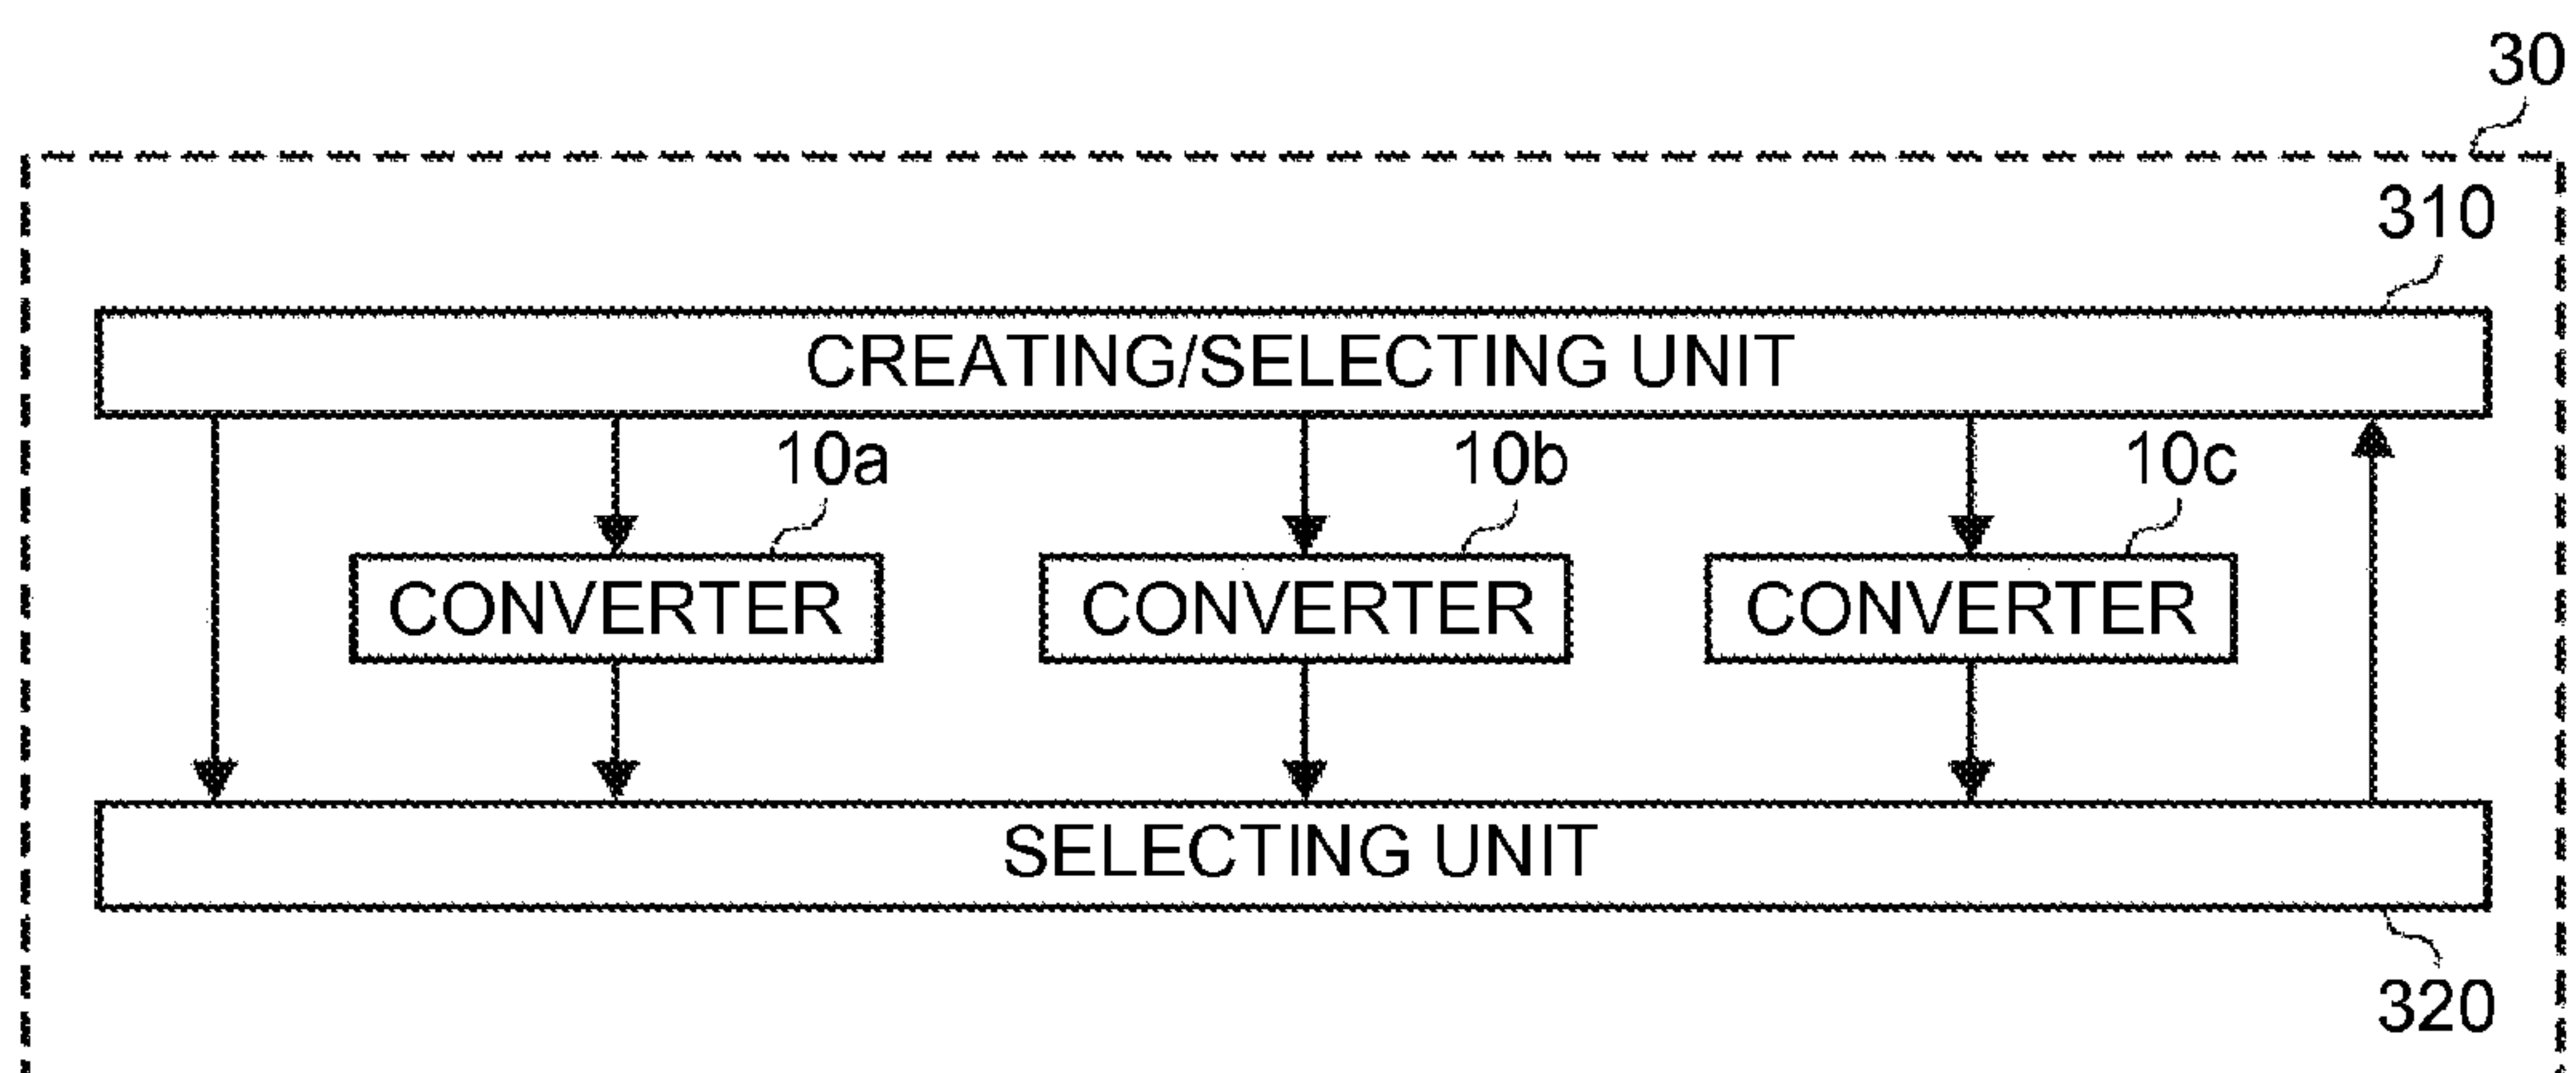 30
310
CREATING/SELECTING UNIT
10a 10b 10c
CONVERTER CONVERTER CONVERTER
SELECTING UNIT
320